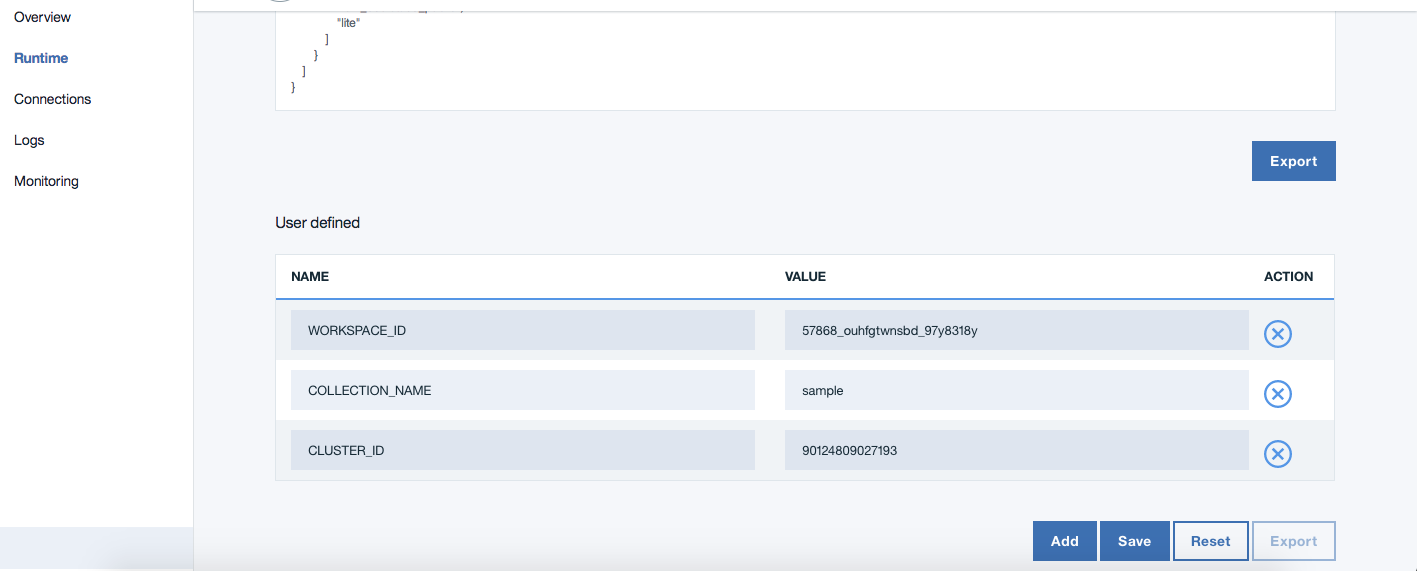 Overview
Runtime
Connections
Logs
Monitoring
"lite"
]
}
]
}
Export
User defined
NAME VALUE ACTION
WORKSPACE_ID 57868_ouhfgtwnsbd_97y8318y
COLLECTION_NAME sample
CLUSTER_ID 90124809027193
Add Save Reset Export